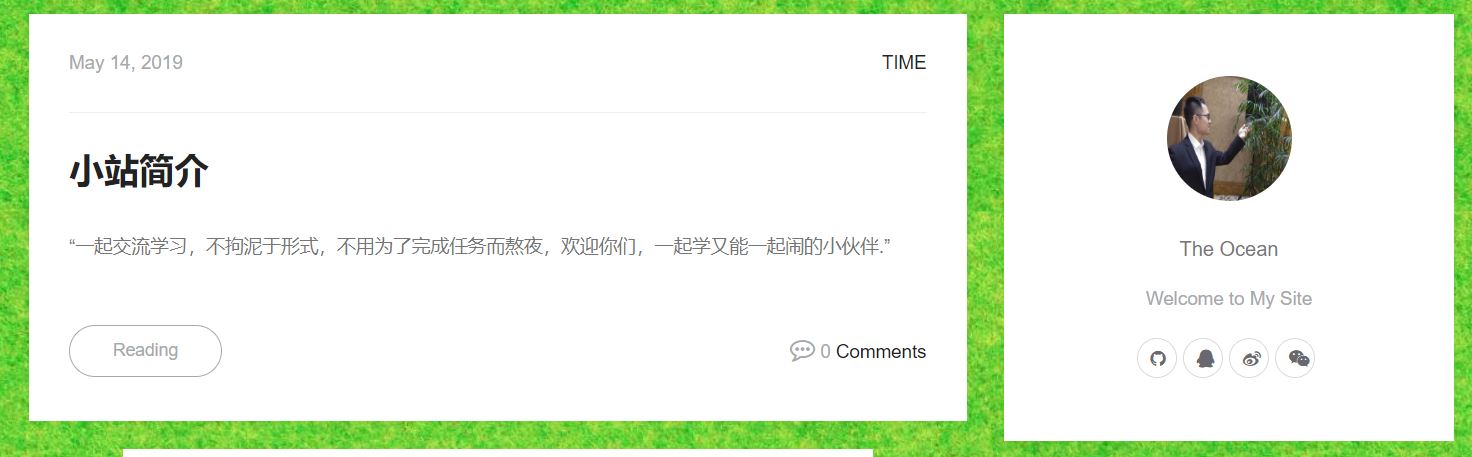 May 14, 2019
TIME
小站简介
“一起交流学习，不拘泥于形式，不用为了完成任务而熬夜，欢迎你们，一起学又能一起闹的小伙伴.”
Reading
0 Comments
The Ocean
Welcome to My Site